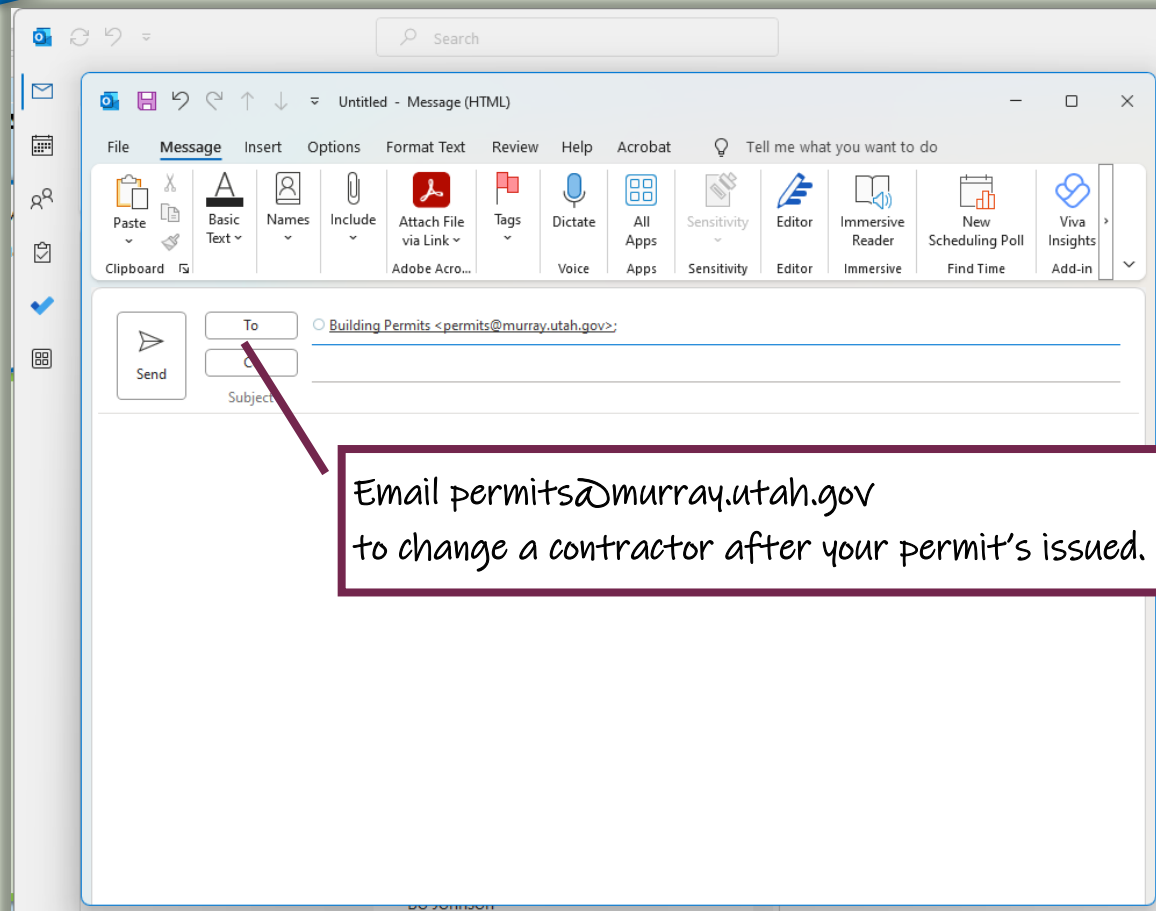 Search
Untitled - Message (HTML)
File Message Insert Options Format Text Review Help Acrobat Tell me what you want to do
Paste Basic Text Names Include Attach File via Link Tags Dictate All Apps Sensitivity Editor Immersive Reader New Scheduling Poll Viva Insights
Clipboard Adobe Acro... Voice Apps Sensitivity Editor Immersive Find Time Add-in
To Building Permits <permits@murray.utah.gov>;
Send
Subject
Email permits@murray.utah.gov
to change a contractor after your permit's issued.